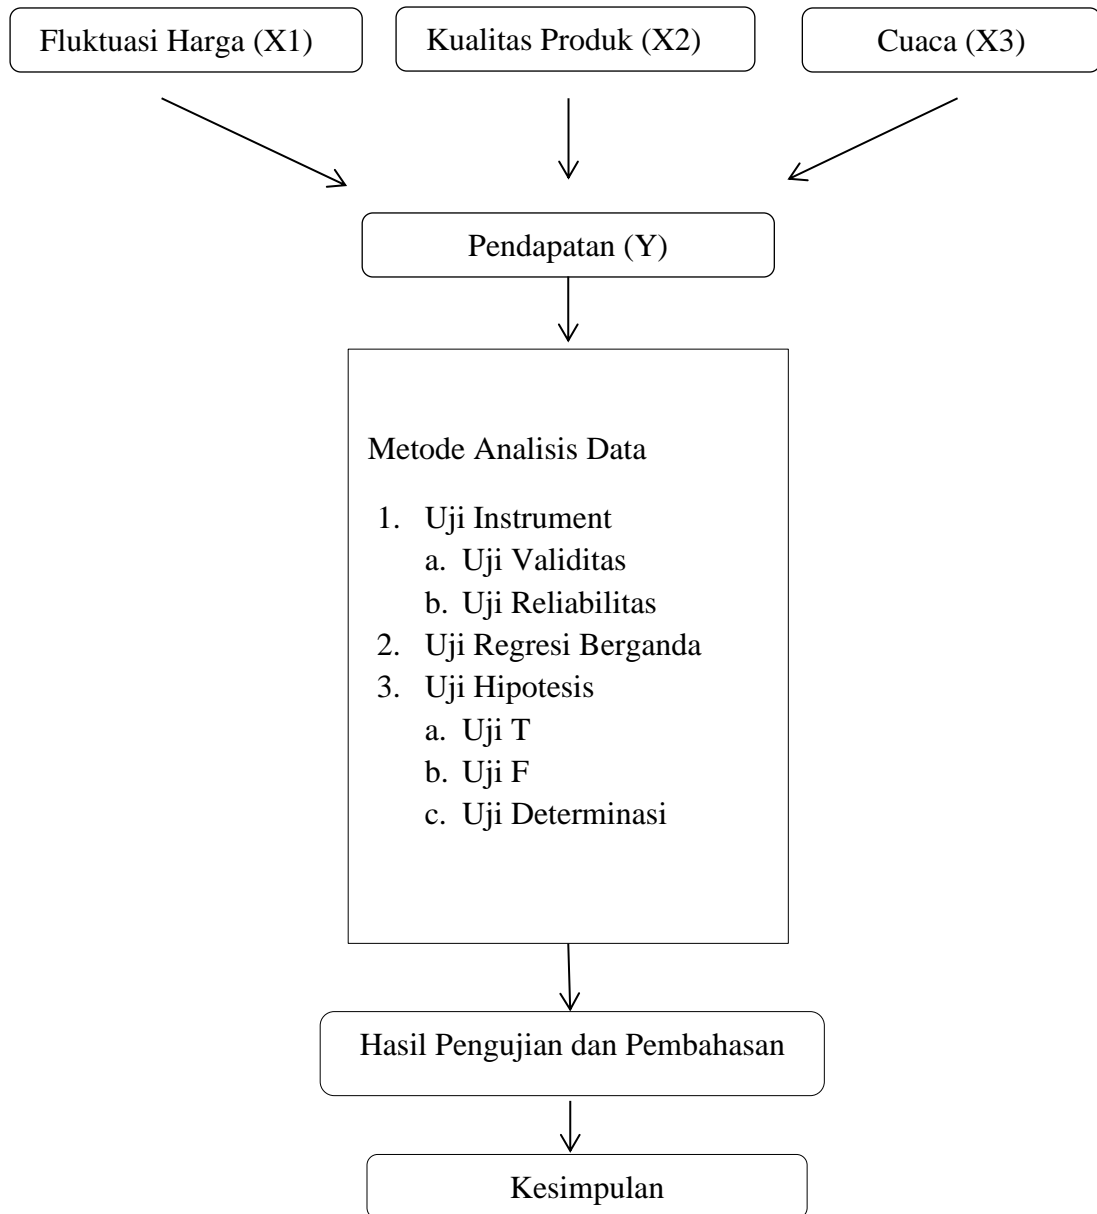 Fluktuasi Harga (X1)
Kualitas Produk (X2)
Cuaca (X3)
Pendapatan (Y)
Metode Analisis Data
1. Uji Instrument
a. Uji Validitas
b. Uji Reliabilitas
2. Uji Regresi Berganda
3. Uji Hipotesis
a. Uji T
b. Uji F
c. Uji Determinasi
Hasil Pengujian dan Pembahasan
Kesimpulan